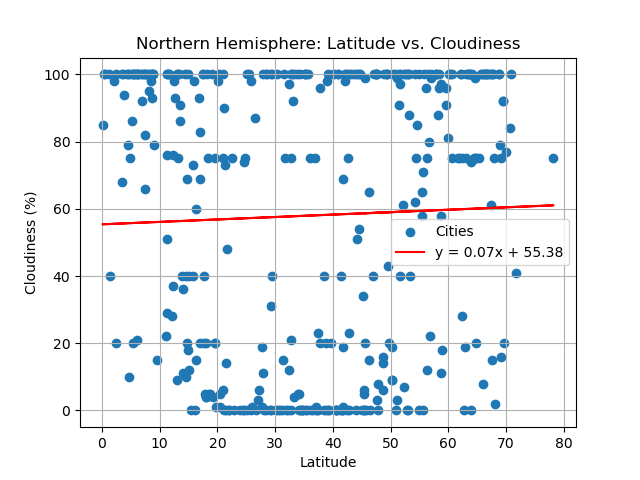 Northern Hemisphere: Latitude vs. Cloudiness
100
80
60
40
20
0
Cloudiness (%)
Cities
y = 0.07x + 55.38
0 10 20 30 40 50 60 70 80
Latitude